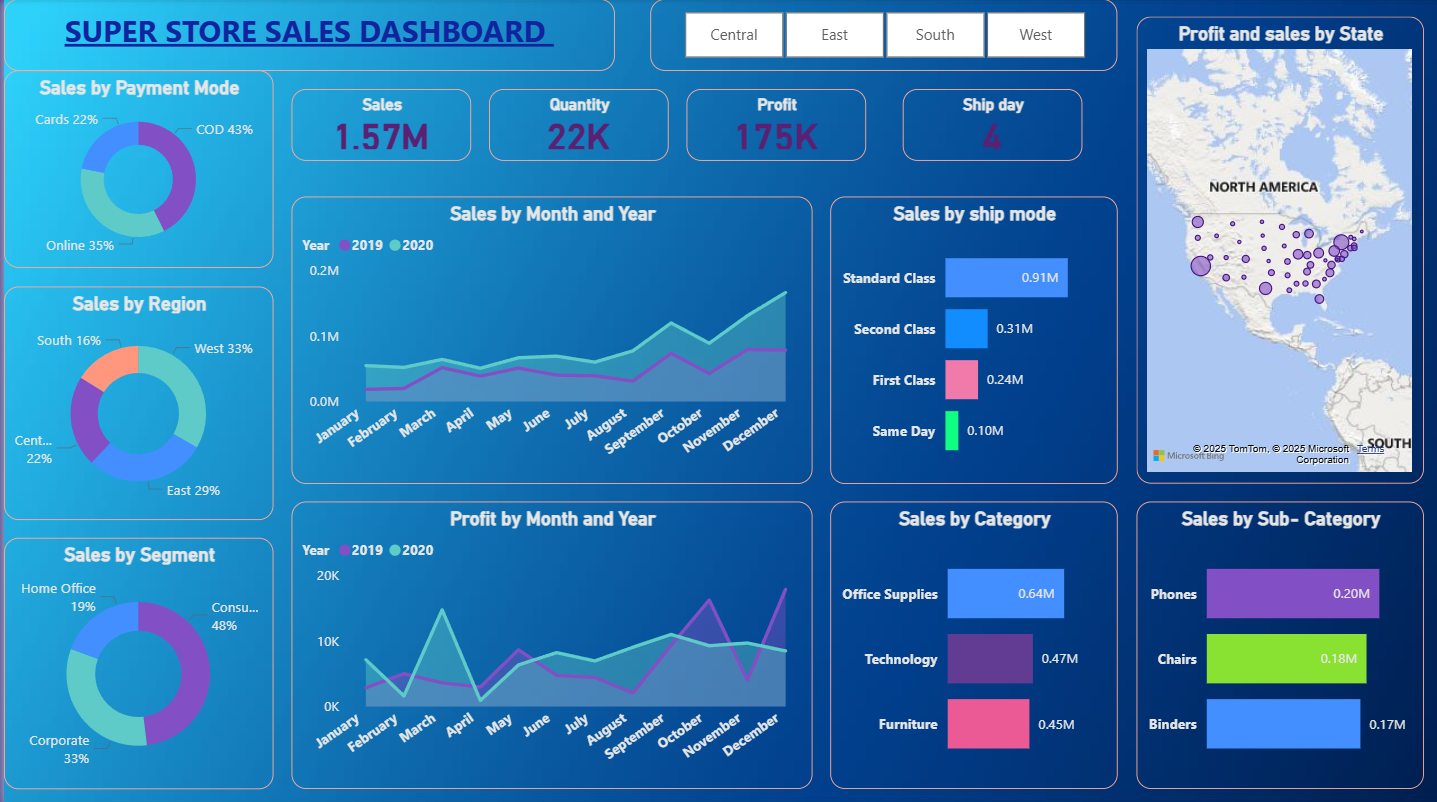 SUPER STORE SALES DASHBOARD
Central
East
South
West
Profit and sales by State
Sales by Payment Mode
Cards 22%
COD 43%
Online 35%
Sales
1.57M
Quantity
22K
Profit
175K
Ship day
4
Sales by Region
South 16%
West 33%
Cent...
22%
East 29%
Sales by Segment
Home Office
19%
Consu...
48%
Corporate
33%
Sales by Month and Year
Year 2019 2020
0.2M
0.1M
0.0M
January
February
March
April
May
June
July
August
September
October
November
December
Sales by ship mode
Standard Class 0.91M
Second Class 0.31M
First Class 0.24M
Same Day 0.10M
NORTH AMERICA
SOUTH
Microsoft Bing
© 2025 TomTom, © 2025 Microsoft Corporation Terms
Profit by Month and Year
Year 2019 2020
20K
10K
0K
January
February
March
April
May
June
July
August
September
October
November
December
Sales by Category
Office Supplies 0.64M
Technology 0.47M
Furniture 0.45M
Sales by Sub- Category
Phones 0.20M
Chairs 0.18M
Binders 0.17M